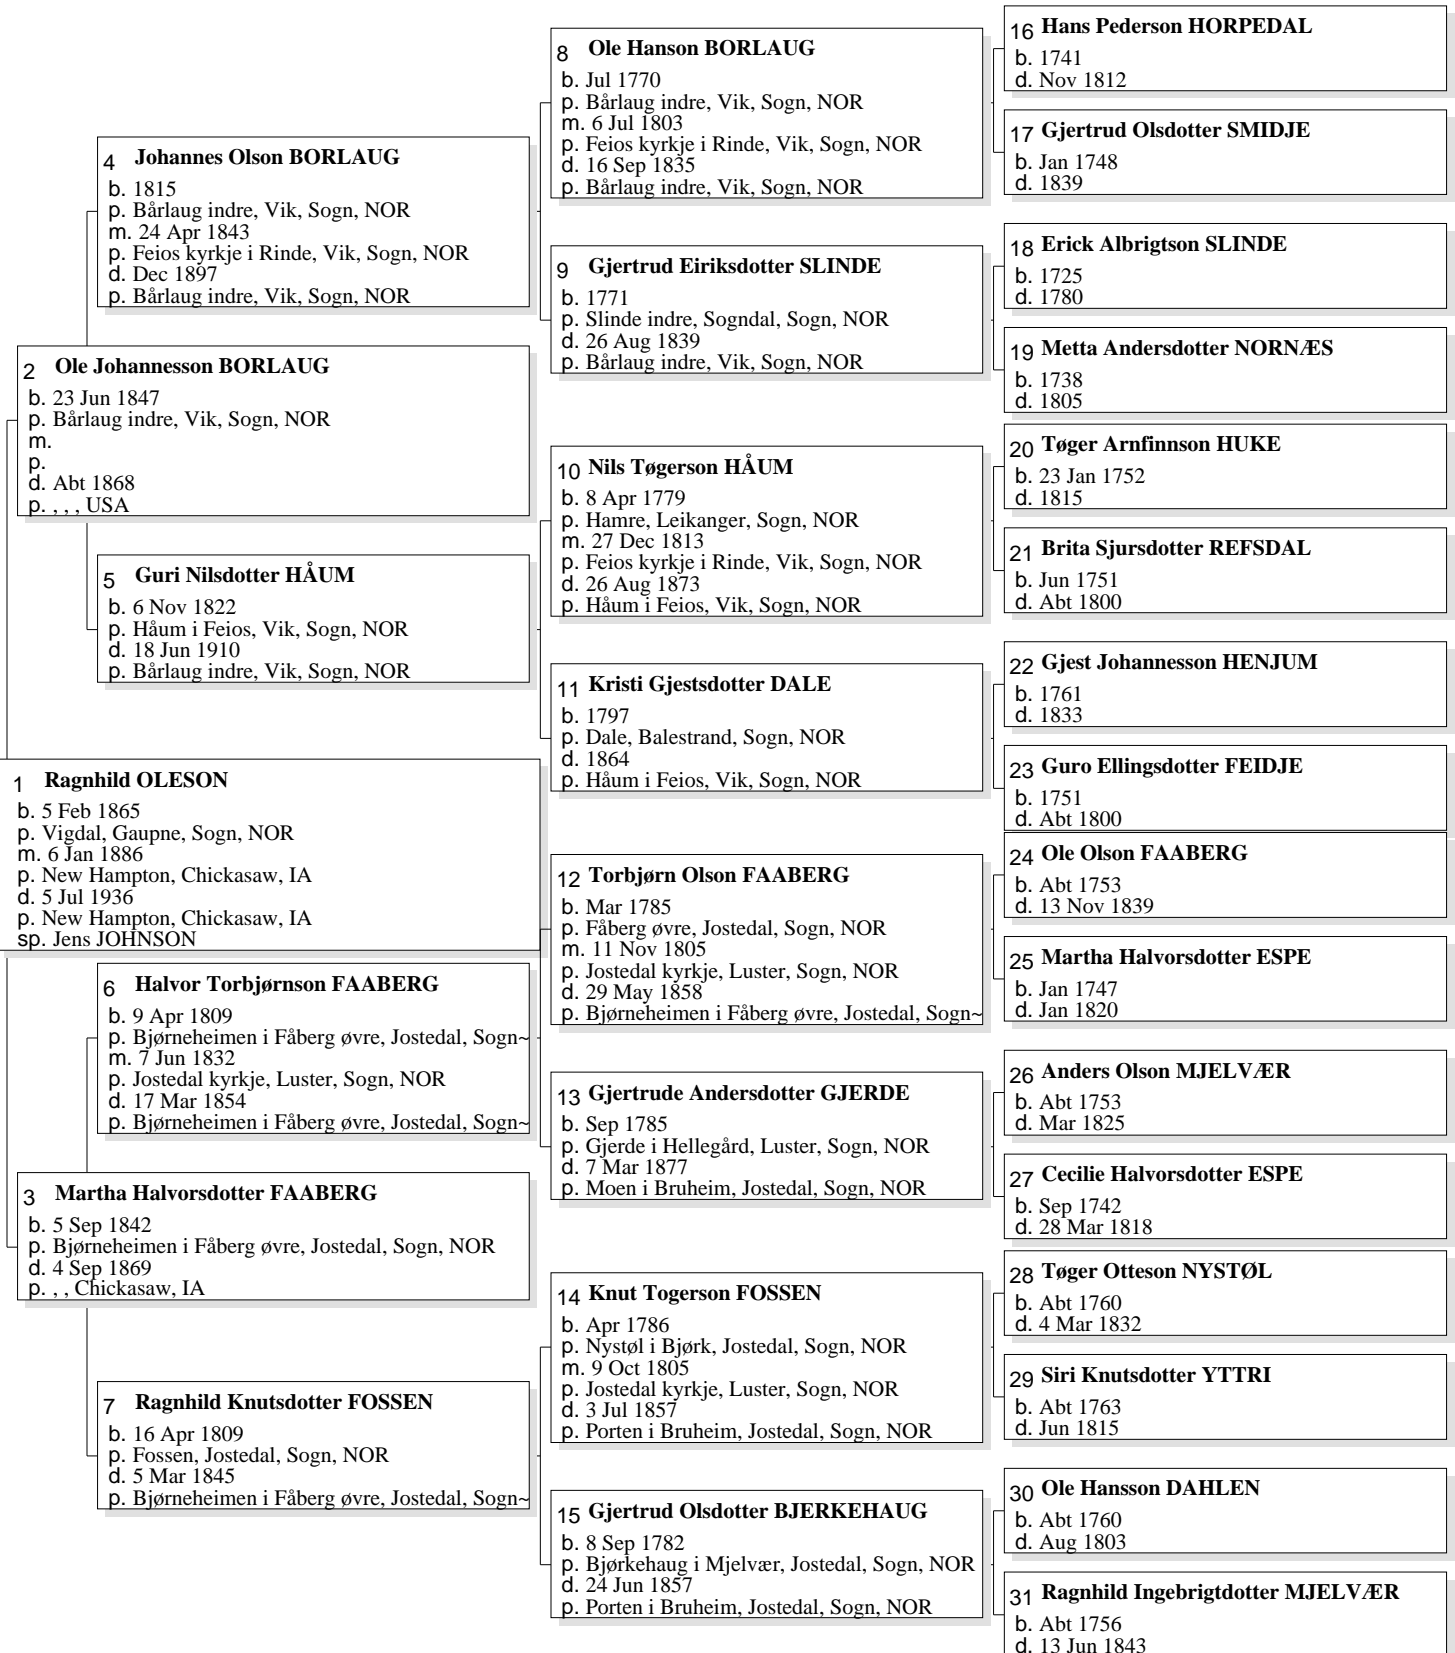 1 Ragnhild OLESON
b. 5 Feb 1865
p. Vigdal, Gaupne, Sogn, NOR
m. 6 Jan 1886
p. New Hampton, Chickasaw, IA
d. 5 Jul 1936
p. New Hampton, Chickasaw, IA
sp. Jens JOHNSON
2 Ole Johannesson BORLAUG
b. 23 Jun 1847
p. Bårlaug indre, Vik, Sogn, NOR
m.
p.
d. Abt 1868
p. , , , USA
3 Martha Halvorsdotter FAABERG
b. 5 Sep 1842
p. Bjørneheimen i Fåberg øvre, Jostedal, Sogn, NOR
d. 4 Sep 1869
p. , , Chickasaw, IA
4 Johannes Olson BORLAUG
b. 1815
p. Bårlaug indre, Vik, Sogn, NOR
m. 24 Apr 1843
p. Feios kyrkje i Rinde, Vik, Sogn, NOR
d. Dec 1897
p. Bårlaug indre, Vik, Sogn, NOR
5 Guri Nilsdotter HÅUM
b. 6 Nov 1822
p. Håum i Feios, Vik, Sogn, NOR
d. 18 Jun 1910
p. Bårlaug indre, Vik, Sogn, NOR
6 Halvor Torbjørnson FAABERG
b. 9 Apr 1809
p. Bjørneheimen i Fåberg øvre, Jostedal, Sogn~
m. 7 Jun 1832
p. Jostedal kyrkje, Luster, Sogn, NOR
d. 17 Mar 1854
p. Bjørneheimen i Fåberg øvre, Jostedal, Sogn~
7 Ragnhild Knutsdotter FOSSEN
b. 16 Apr 1809
p. Fossen, Jostedal, Sogn, NOR
d. 5 Mar 1845
p. Bjørneheimen i Fåberg øvre, Jostedal, Sogn~
8 Ole Hanson BORLAUG
b. Jul 1770
p. Bårlaug indre, Vik, Sogn, NOR
m. 6 Jul 1803
p. Feios kyrkje i Rinde, Vik, Sogn, NOR
d. 16 Sep 1835
p. Bårlaug indre, Vik, Sogn, NOR
9 Gjertrud Eiriksdotter SLINDE
b. 1771
p. Slinde indre, Sogndal, Sogn, NOR
d. 26 Aug 1839
p. Bårlaug indre, Vik, Sogn, NOR
10 Nils Tøgerson HÅUM
b. 8 Apr 1779
p. Hamre, Leikanger, Sogn, NOR
m. 27 Dec 1813
p. Feios kyrkje i Rinde, Vik, Sogn, NOR
d. 26 Aug 1873
p. Håum i Feios, Vik, Sogn, NOR
11 Kristi Gjestsdotter DALE
b. 1797
p. Dale, Balestrand, Sogn, NOR
d. 1864
p. Håum i Feios, Vik, Sogn, NOR
12 Torbjørn Olson FAABERG
b. Mar 1785
p. Fåberg øvre, Jostedal, Sogn, NOR
m. 11 Nov 1805
p. Jostedal kyrkje, Luster, Sogn, NOR
d. 29 May 1858
p. Bjørneheimen i Fåberg øvre, Jostedal, Sogn~
13 Gjertrude Andersdotter GJERDE
b. Sep 1785
p. Gjerde i Hellegård, Luster, Sogn, NOR
d. 7 Mar 1877
p. Moen i Bruheim, Jostedal, Sogn, NOR
14 Knut Togerson FOSSEN
b. Apr 1786
p. Nystøl i Bjørk, Jostedal, Sogn, NOR
m. 9 Oct 1805
p. Jostedal kyrkje, Luster, Sogn, NOR
d. 3 Jul 1857
p. Porten i Bruheim, Jostedal, Sogn, NOR
15 Gjertrud Olsdotter BJERKEHAUG
b. 8 Sep 1782
p. Bjørkehaug i Mjelvær, Jostedal, Sogn, NOR
d. 24 Jun 1857
p. Porten i Bruheim, Jostedal, Sogn, NOR
16 Hans Pederson HORPEDAL
b. 1741
d. Nov 1812
17 Gjertrud Olsdotter SMIDJE
b. Jan 1748
d. 1839
18 Erick Albrigtson SLINDE
b. 1725
d. 1780
19 Metta Andersdotter NORNÆS
b. 1738
d. 1805
20 Tøger Arnfinnson HUKE
b. 23 Jan 1752
d. 1815
21 Brita Sjursdotter REFSDAL
b. Jun 1751
d. Abt 1800
22 Gjest Johannesson HENJUM
b. 1761
d. 1833
23 Guro Ellingsdotter FEIDJE
b. 1751
d. Abt 1800
24 Ole Olson FAABERG
b. Abt 1753
d. 13 Nov 1839
25 Martha Halvorsdotter ESPE
b. Jan 1747
d. Jan 1820
26 Anders Olson MJELVÆR
b. Abt 1753
d. Mar 1825
27 Cecilie Halvorsdotter ESPE
b. Sep 1742
d. 28 Mar 1818
28 Tøger Otteson NYSTØL
b. Abt 1760
d. 4 Mar 1832
29 Siri Knutsdotter YTTRI
b. Abt 1763
d. Jun 1815
30 Ole Hansson DAHLEN
b. Abt 1760
d. Aug 1803
31 Ragnhild Ingebrigtdotter MJELVÆR
b. Abt 1756
d. 13 Jun 1843